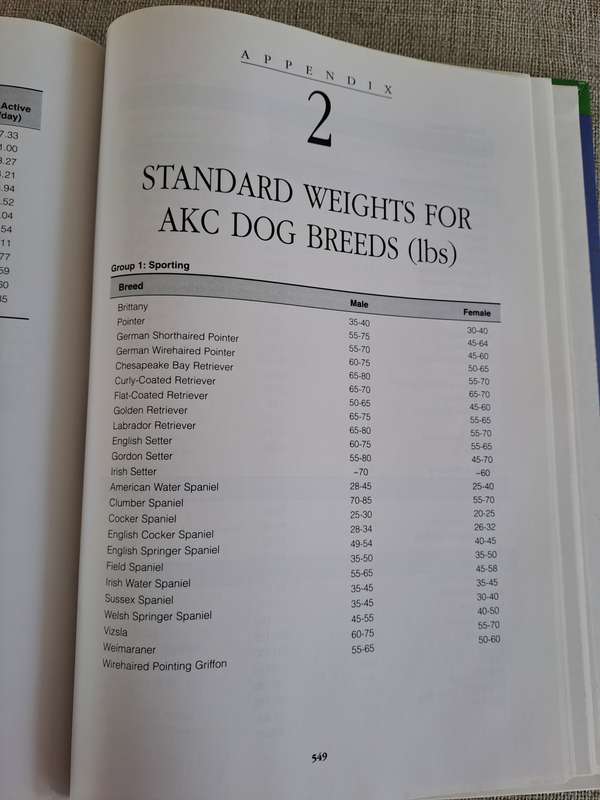 Active
/day)
7.33
1.00
3.27
4.21
.94
.52
.04
.54
11
77
59
60
35
APPENDIX
2
STANDARD WEIGHTS FOR
AKC DOG BREEDS (lbs)
Group 1: Sporting
Breed Male Female
Brittany 35-40 30-40
Pointer 55-75 45-64
German Shorthaired Pointer 55-70 45-60
German Wirehaired Pointer 60-75 50-65
Chesapeake Bay Retriever 65-80 55-70
Curly-Coated Retriever 65-70 65-70
Flat-Coated Retriever 50-65 45-60
Golden Retriever 65-75 55-65
Labrador Retriever 65-80 55-70
English Setter 60-75 55-65
Gordon Setter 55-80 45-70
Irish Setter ~70 ~60
American Water Spaniel 28-45 25-40
Clumber Spaniel 70-85 55-70
Cocker Spaniel 25-30 20-25
English Cocker Spaniel 28-34 26-32
English Springer Spaniel 49-54 40-45
Field Spaniel 35-50 35-50
Irish Water Spaniel 55-65 45-58
Sussex Spaniel 35-45 35-45
Welsh Springer Spaniel 35-45 30-40
Vizsla 45-55 40-50
Weimaraner 60-75 55-70
Wirehaired Pointing Griffon 55-65 50-60
549